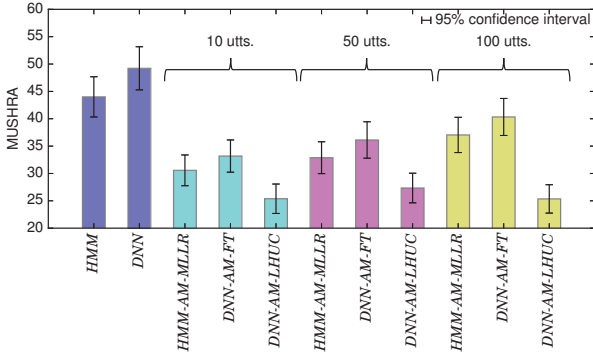 60
55
50
45
40
35
30
25
20
MUSHRA
95% confidence interval
10 utts.
50 utts.
100 utts.
HMM
DNN
HMM-AM-MLLR
DNN-AM-FT
DNN-AM-LHUC
HMM-AM-MLLR
DNN-AM-FT
DNN-AM-LHUC
HMM-AM-MLLR
DNN-AM-FT
DNN-AM-LHUC